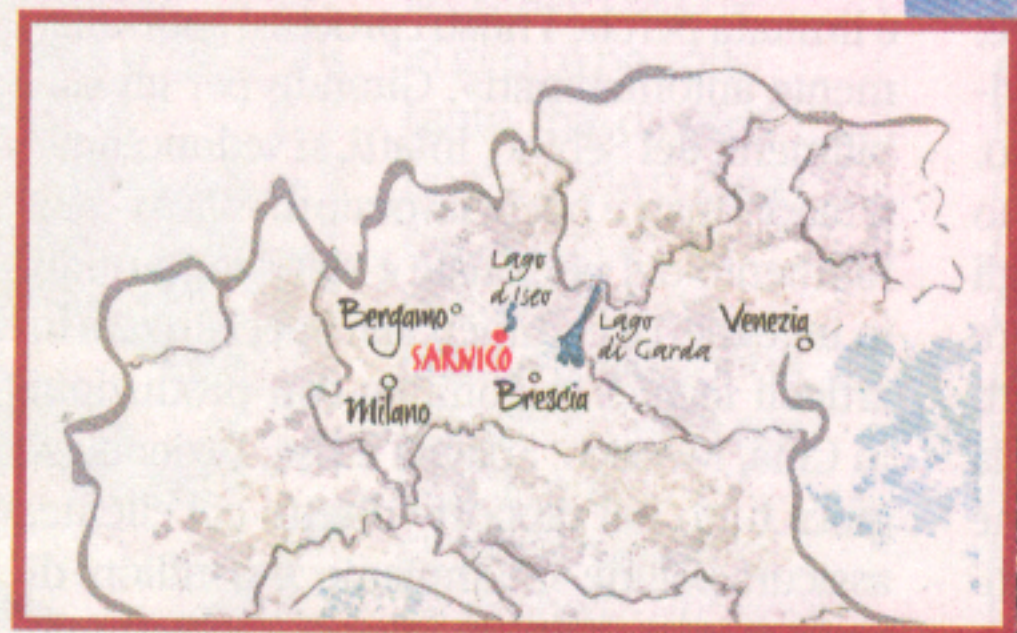 Lago
d'Iseo
Bergamo
SARNICO
Milano
Brescia
Lago
di Garda
Venezia